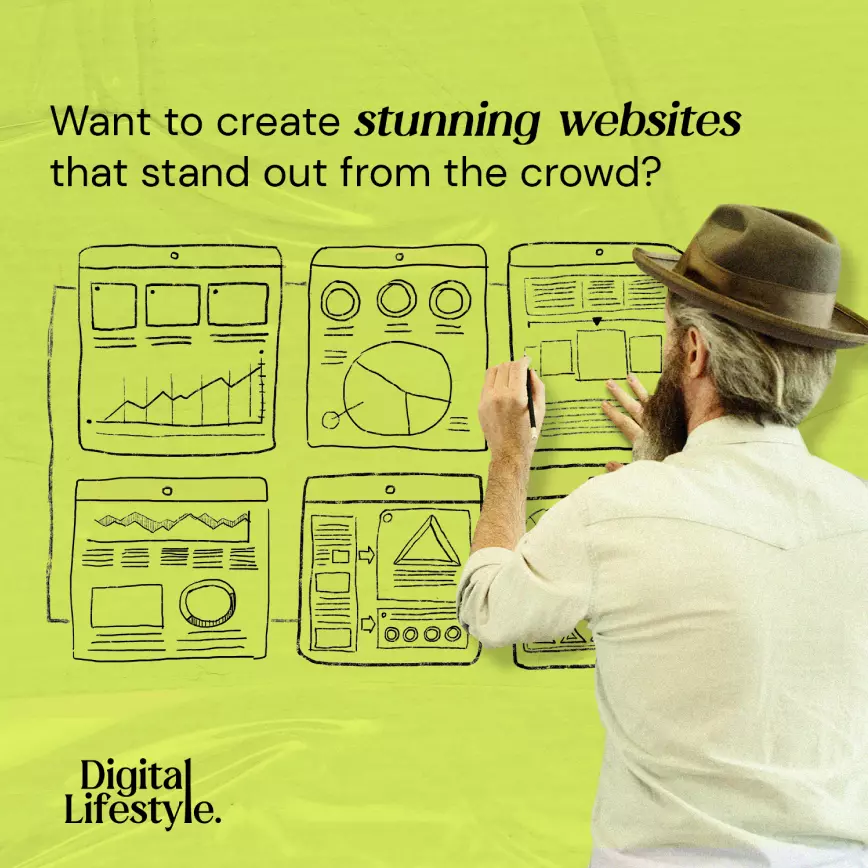 Want to create stunning websites
that stand out from the crowd?
Digital
Lifestyle.